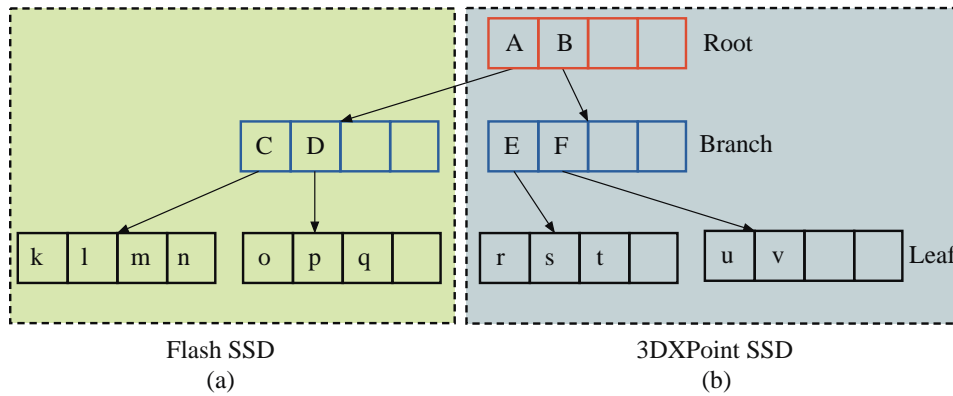 A B Root
C D E F Branch
k l m n o p q r s t u v Leaf
Flash SSD 3DXPoint SSD
(a) (b)